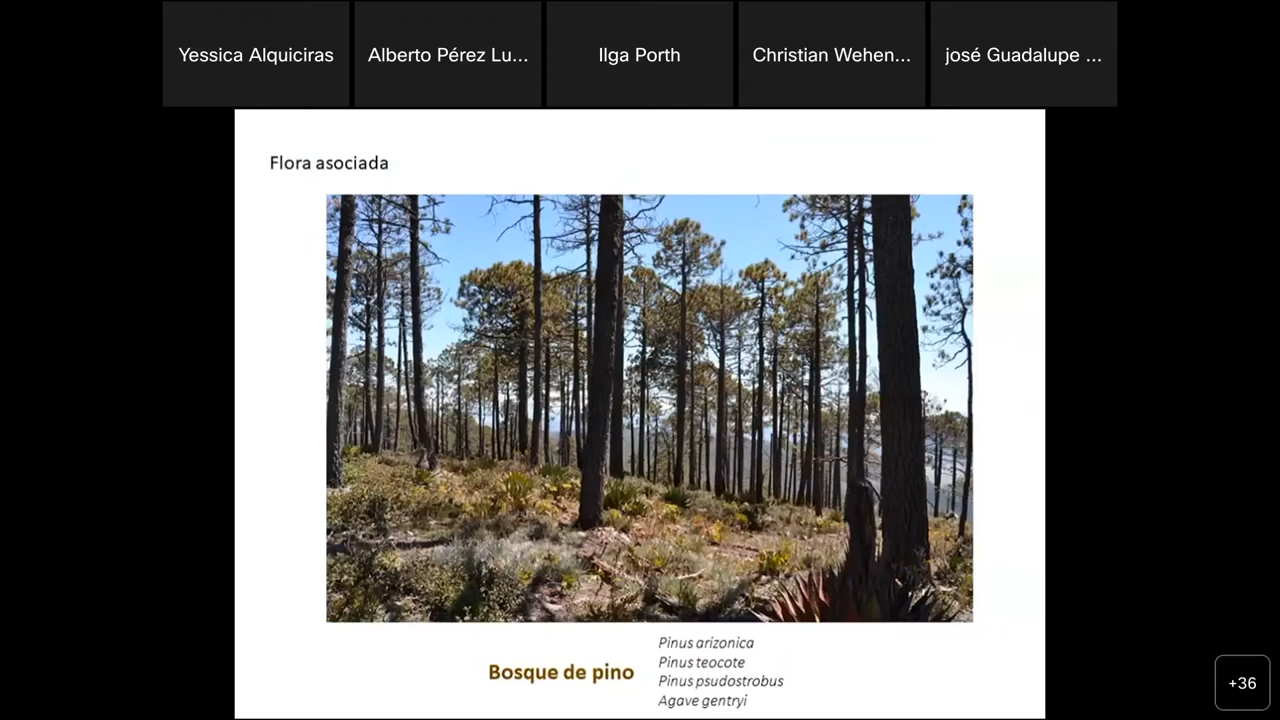 Yessica Alquiciras
Alberto Pérez Lu...
Ilga Porth
Christian Wehen...
josé Guadalupe ...
Flora asociada
Bosque de pino
Pinus arizonica
Pinus teocote
Pinus psudostrobus
Agave gentryi
+36